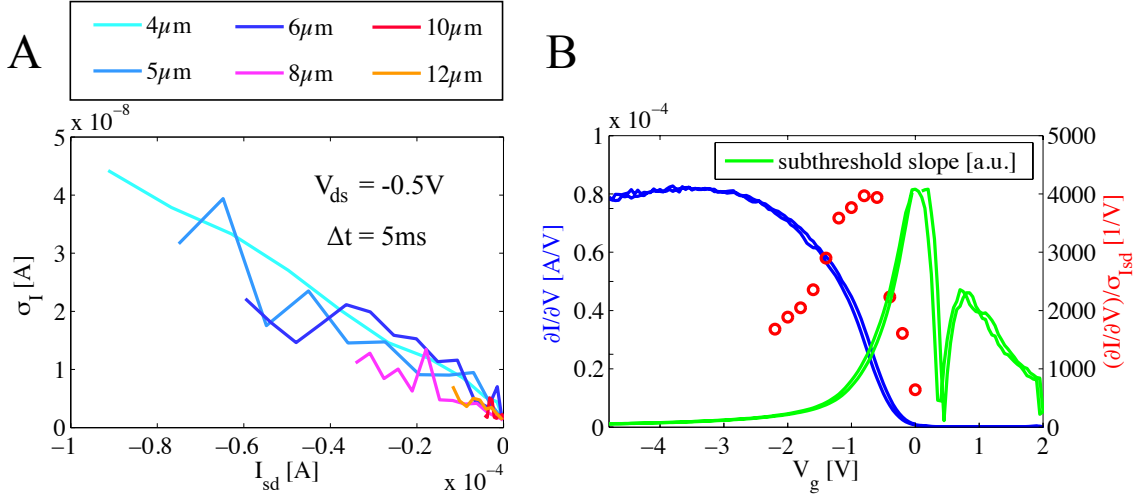 A
4μm 6μm 10μm
5μm 8μm 12μm
x 10⁻⁸
5
4
3
2
1
0
σ_I [A]
V_ds = -0.5V
Δt = 5ms
−1 −0.8 −0.6 −0.4 −0.2 0
I_sd [A]
x 10⁻⁴
B
x 10⁻⁴
subthreshold slope [a.u.]
1
0.8
0.6
0.4
0.2
0
∂I/∂V [A/V]
5000
4000
3000
2000
1000
0
(∂I/∂V)/σ_Isd [1/V]
−4 −3 −2 −1 0 1 2
V_g [V]